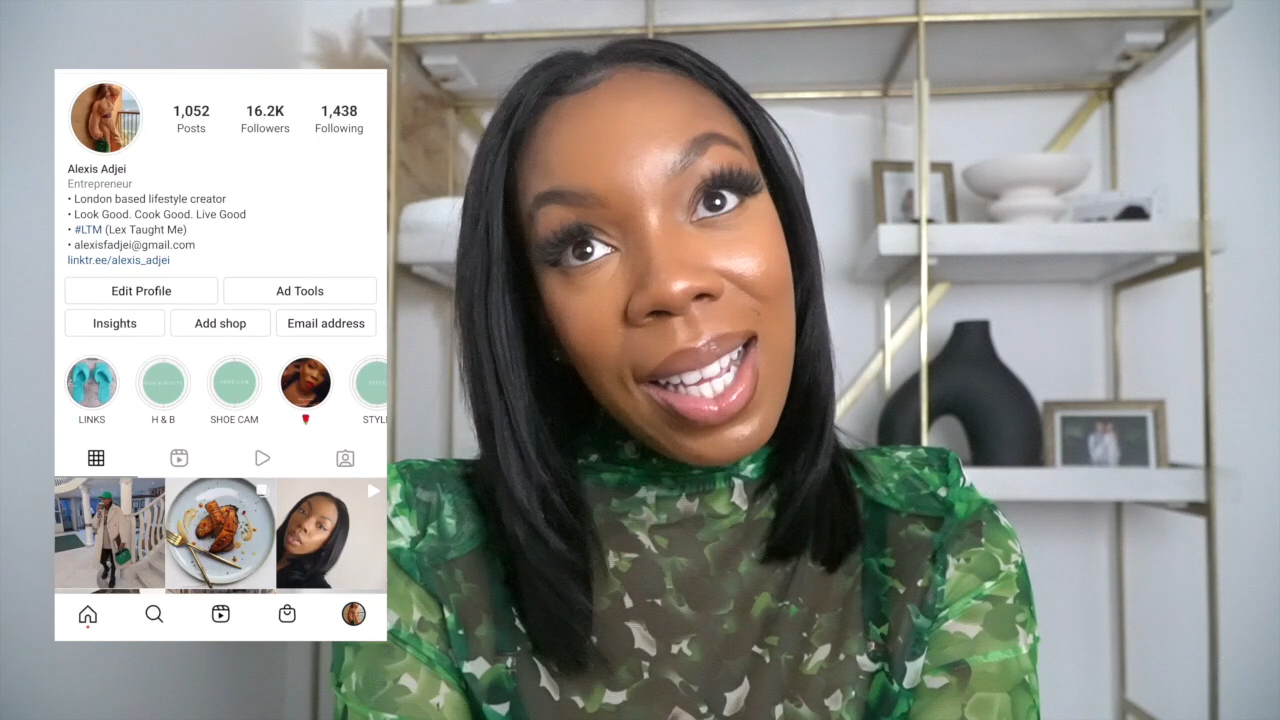 1,052 16.2K 1,438
Posts Followers Following
Alexis Adjei
Entrepreneur
• London based lifestyle creator
• Look Good. Cook Good. Live Good
• #LTM (Lex Taught Me)
• alexisfadjei@gmail.com
linktr.ee/alexis_adjei
Edit Profile Ad Tools
Insights Add shop Email address
SHOE CAM
LINKS H & B SHOE CAM STYL